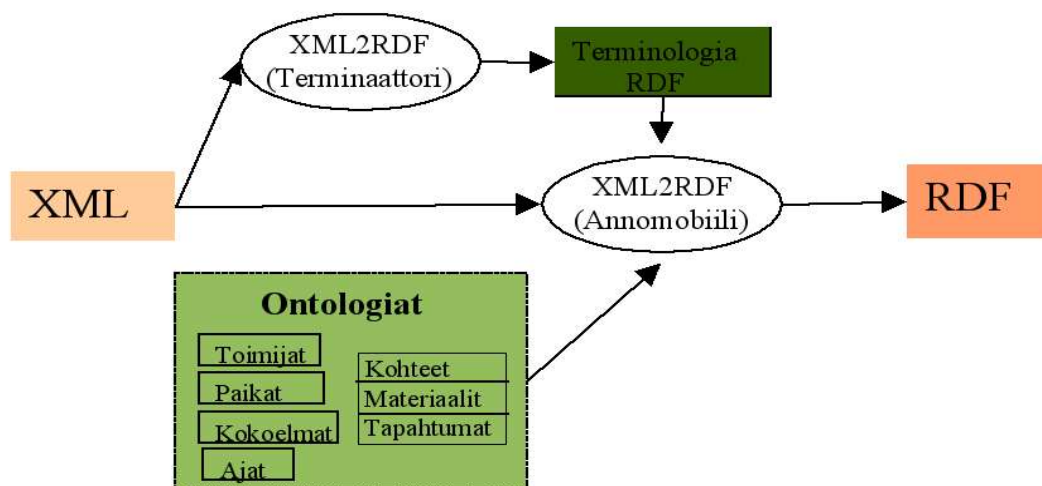 XML2RDF
(Terminaattori)
Terminologia
RDF
XML
XML2RDF
(Annomobiili)
RDF
Ontologiat
Toimijat
Paikat
Kokoelmat
Ajat
Kohteet
Materiaalit
Tapahtumat